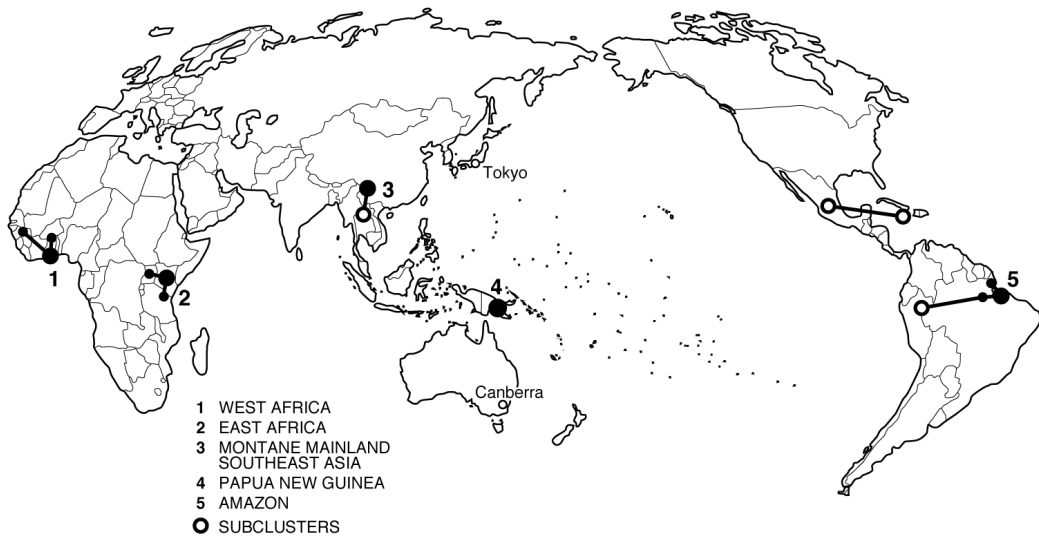 Tokyo
3
4
5
1
2
Canberra
1 WEST AFRICA
2 EAST AFRICA
3 MONTANE MAINLAND
SOUTHEAST ASIA
4 PAPUA NEW GUINEA
5 AMAZON
SUBCLUSTERS